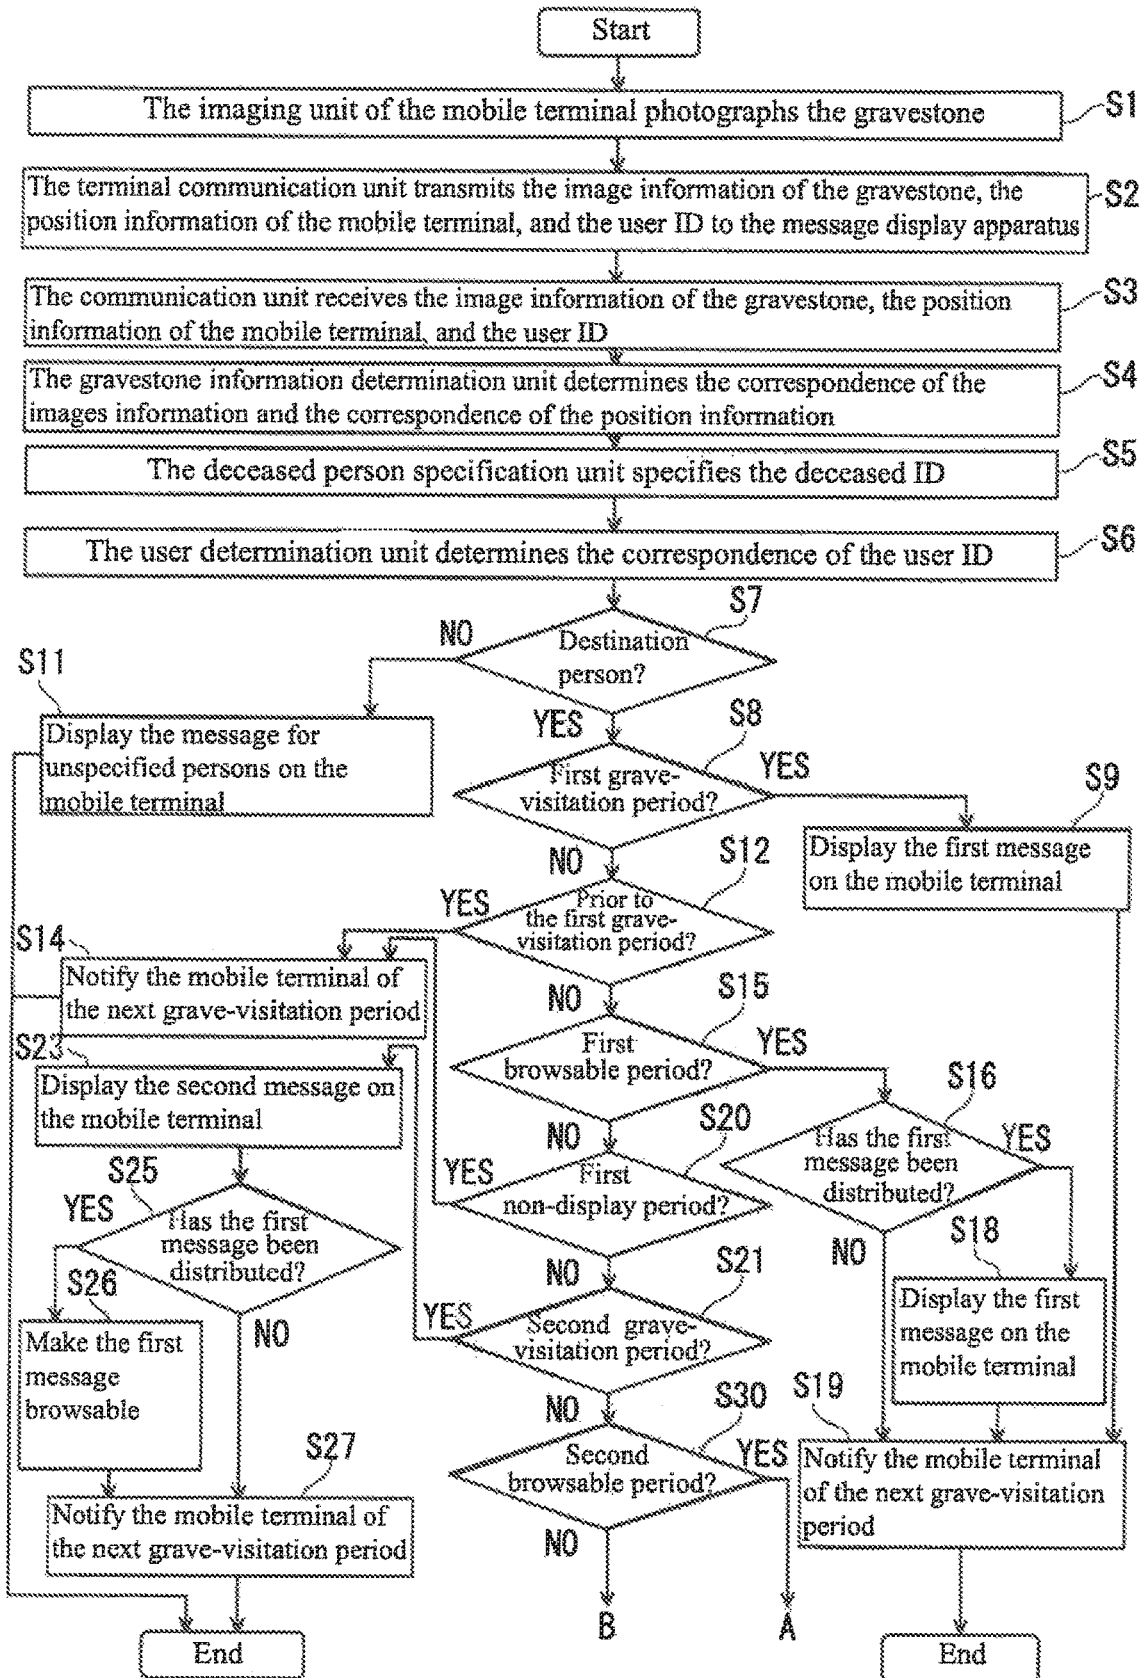 Start
The imaging unit of the mobile terminal photographs the gravestone
S1
The terminal communication unit transmits the image information of the gravestone, the
position information of the mobile terminal, and the user ID to the message display apparatus
S2
The communication unit receives the image information of the gravestone, the position
information of the mobile terminal, and the user ID
S3
The gravestone information determination unit determines the correspondence of the
images information and the correspondence of the position information
S4
The deceased person specification unit specifies the deceased ID
S5
The user determination unit determines the correspondence of the user ID
S6
S7
NO
Destination
person?
S11
Display the message for
unspecified persons on the
mobile terminal
YES
S8
First grave-
visitation period?
YES
S9
Display the first message
on the mobile terminal
NO
S12
Prior to
the first grave-
visitation period?
YES
S14
Notify the mobile terminal of
the next grave-visitation period
NO
S15
First
browsable period?
YES
S16
Has the first
message been
distributed?
YES
S23
Display the second message on
the mobile terminal
NO
S20
First
non-display period?
YES
S25
YES
Has the first
message been
distributed?
NO
S18
Display the first
message on the
mobile terminal
NO
S21
Second grave-
visitation period?
YES
S26
Make the first
message
browsable
NO
NO
S30
Second
browsable period?
YES
S19
Notify the mobile terminal
of the next grave-visitation
period
S27
Notify the mobile terminal of
the next grave-visitation period
NO
B
A
End
End